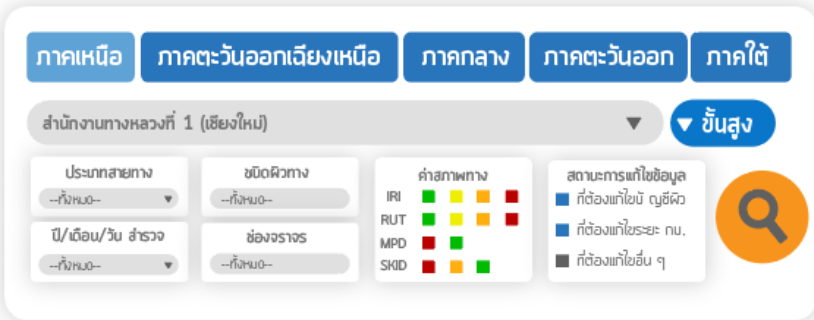 ภาคเหนือ ภาคตะวันออกเฉียงเหนือ ภาคกลาง ภาคตะวันออก ภาคใต้
สำนักงานทางหลวงที่ 1 (เชียงใหม่) ขั้นสูง
ประเภทสายทาง
--ทั้งหมด--
ชนิดผิวทาง
--ทั้งหมด--
ปี/เดือน/วัน สำรวจ
--ทั้งหมด--
ช่องจราจร
--ทั้งหมด--
ค่าสภาพทาง
IRI
RUT
MPD
SKID
สถานะการแก้ไขข้อมูล
ที่ต้องแก้ไขบั ญชีผิว
ที่ต้องแก้ไขระยะ กม.
ที่ต้องแก้ไขอื่น ๆ